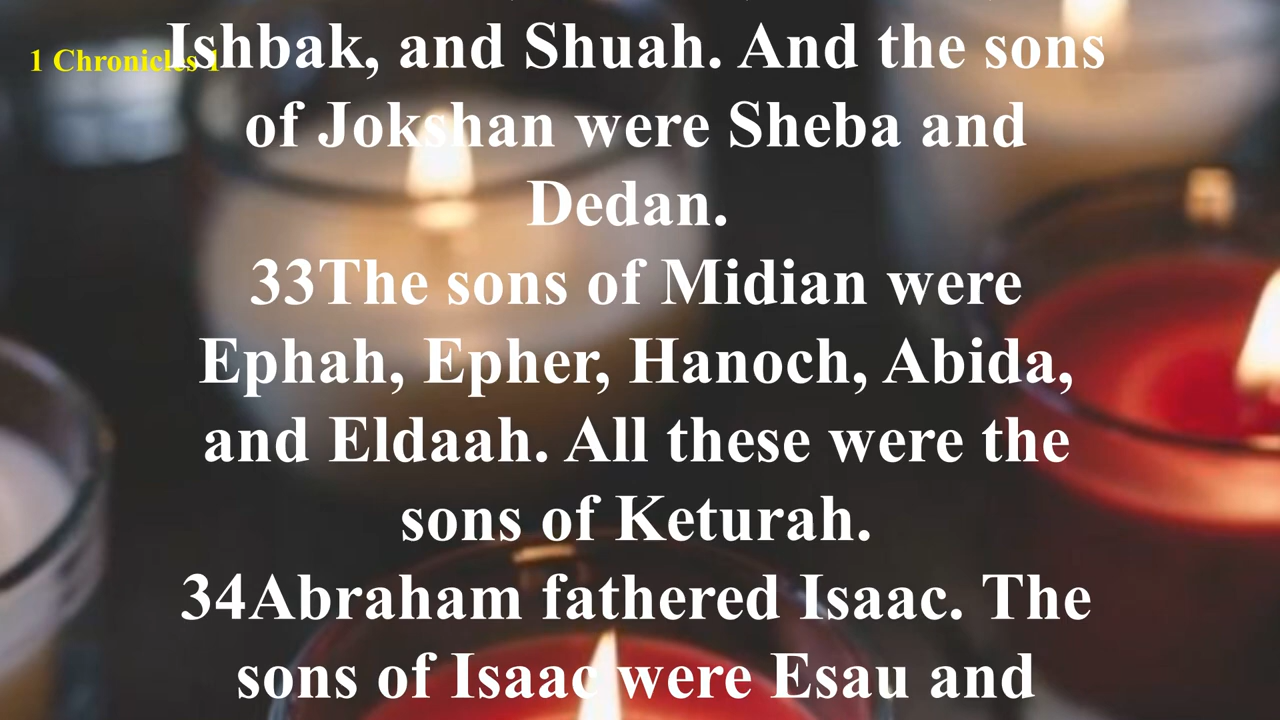 1 Chronicles 1
Ishbak, and Shuah. And the sons
of Jokshan were Sheba and
Dedan.
33The sons of Midian were
Ephah, Epher, Hanoch, Abida,
and Eldaah. All these were the
sons of Keturah.
34Abraham fathered Isaac. The
sons of Isaac were Esau and